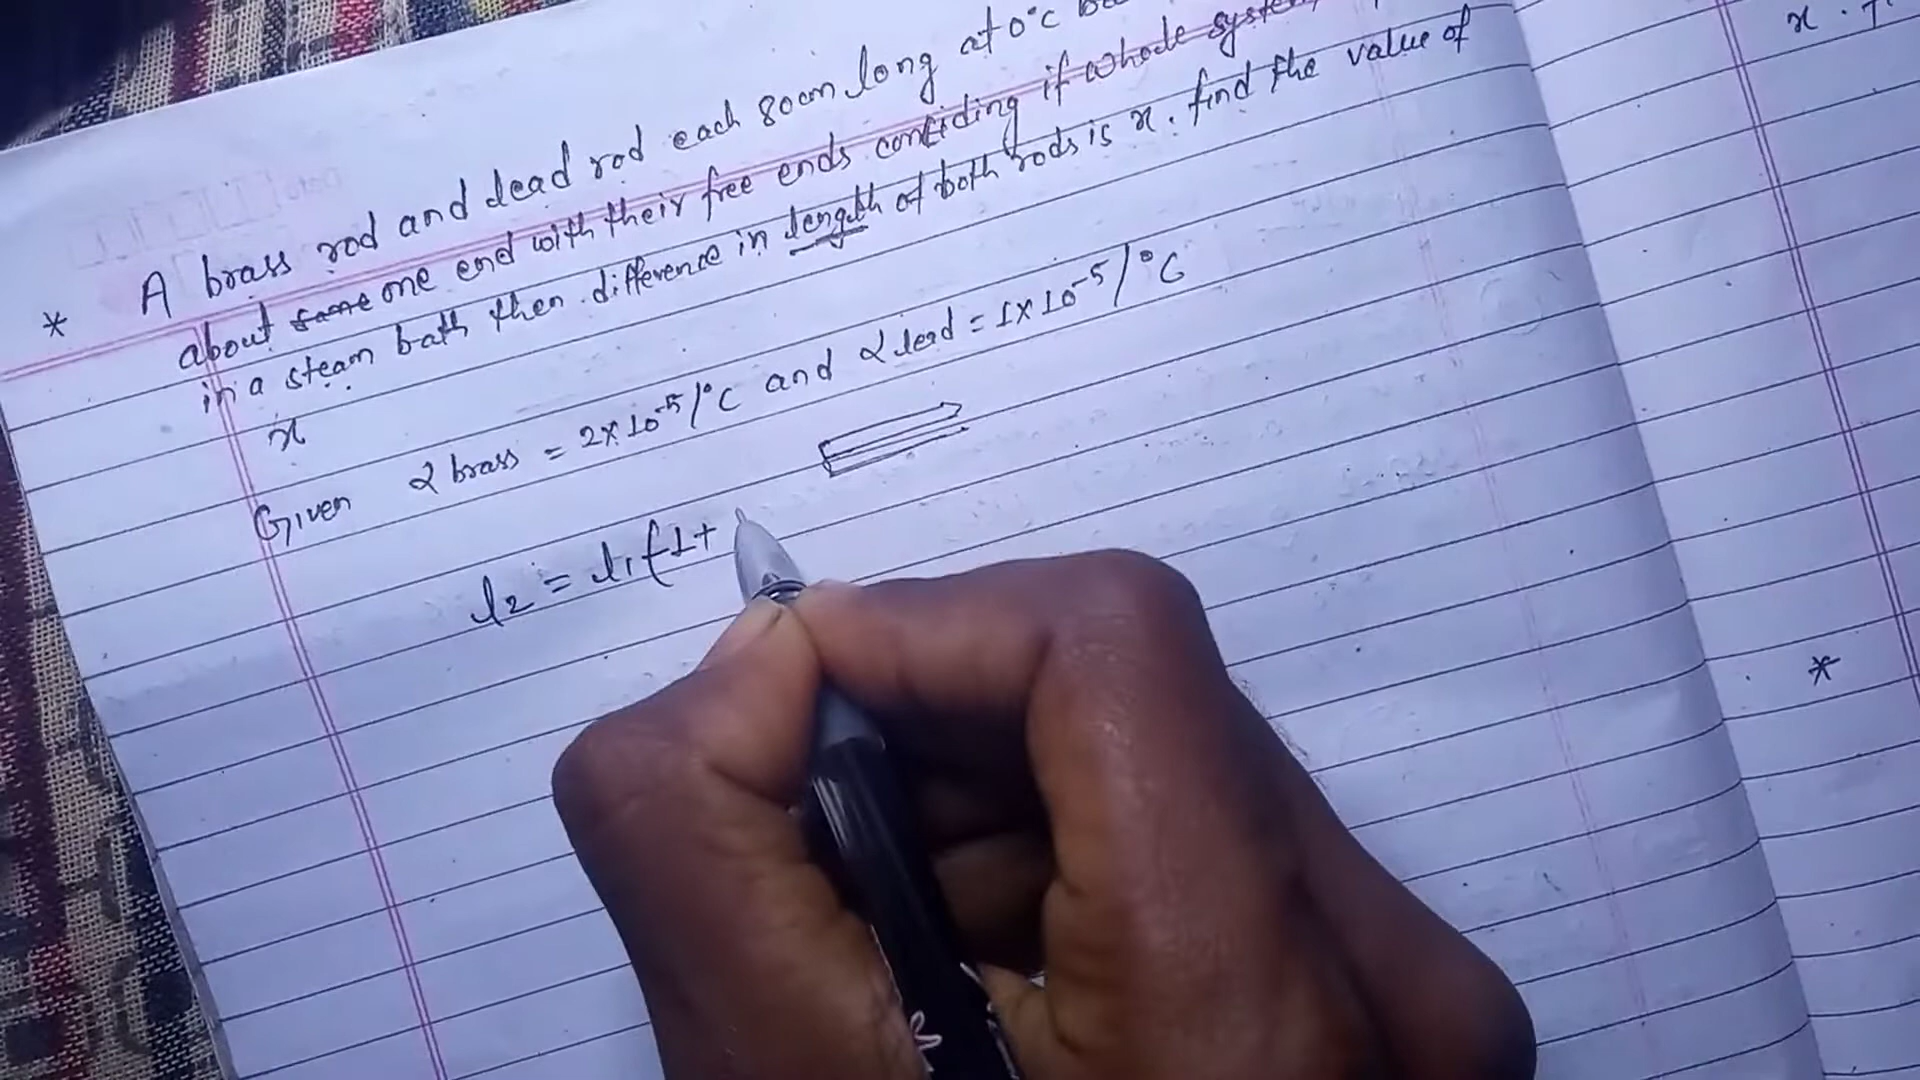 * A brass rod and lead rod each 80cm long at 0°C
about same one end with their free ends conciding if whole system
in a steam bath then difference in length of both rods is x. find the value of
x
Given α brass = 2×10⁻⁵/°C and α lead = 1×10⁻⁵/°C
l₂ = l₁(1+
x.
*